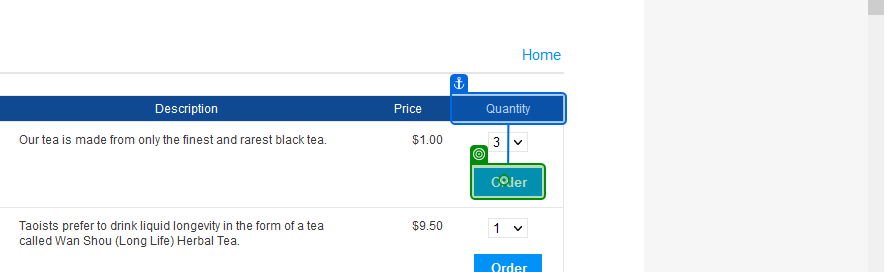 Home
Description Price Quantity
Our tea is made from only the finest and rarest black tea. $1.00 3
Order
Taoists prefer to drink liquid longevity in the form of a tea $9.50 1
called Wan Shou (Long Life) Herbal Tea.
Order